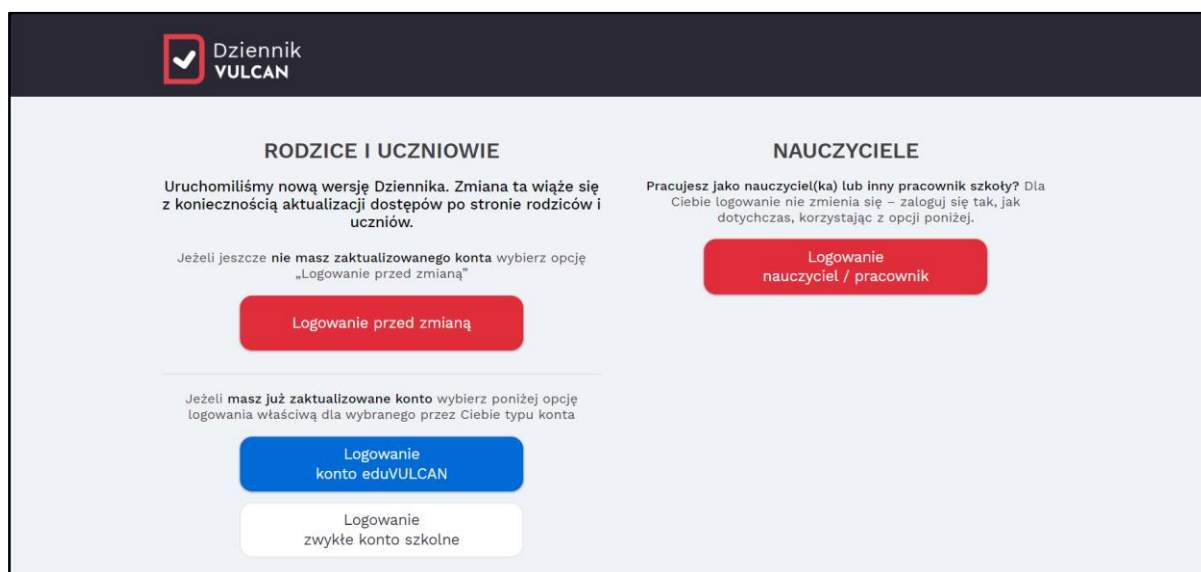 Dziennik
VULCAN
RODZICE I UCZNIOWIE
Uruchomiliśmy nową wersję Dziennika. Zmiana ta wiąże się
z koniecznością aktualizacji dostępów po stronie rodziców i
uczniów.
Jeżeli jeszcze nie masz zaktualizowanego konta wybierz opcję
„Logowanie przed zmianą”
Logowanie przed zmianą
Jeżeli masz już zaktualizowane konto wybierz poniżej opcję
logowania właściwą dla wybranego przez Ciebie typu konta
Logowanie
konto eduVULCAN
Logowanie
zwykłe konto szkolne
NAUCZYCIELE
Pracujesz jako nauczyciel(ka) lub inny pracownik szkoły? Dla
Ciebie logowanie nie zmienia się – zaloguj się tak, jak
dotychczas, korzystając z opcji poniżej.
Logowanie
nauczyciel / pracownik